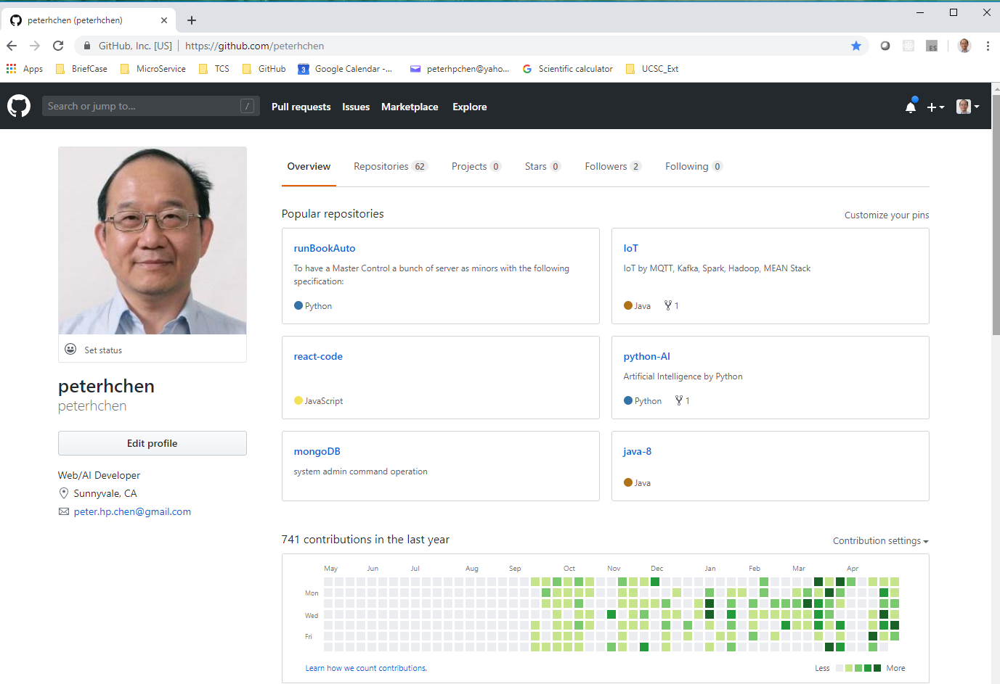 peterhchen (peterhchen)
GitHub, Inc. [US] | https://github.com/peterhchen
ES
Apps BriefCase MicroService TCS GitHub 3 Google Calendar -... peterhpchen@yaho... Scientific calculator UCSC_Ext
Search or jump to... / Pull requests Issues Marketplace Explore
Overview Repositories 62 Projects 0 Stars 0 Followers 2 Following 0
Popular repositories Customize your pins
runBookAuto
To have a Master Control a bunch of server as minors with the following
specification:
Python
IoT
IoT by MQTT, Kafka, Spark, Hadoop, MEAN Stack
Java 1
react-code
JavaScript
python-AI
Artificial Intelligence by Python
Python 1
mongoDB
system admin command operation
java-8
Java
Set status
peterhchen
peterhchen
Edit profile
Web/AI Developer
Sunnyvale, CA
peter.hp.chen@gmail.com
741 contributions in the last year Contribution settings
May Jun Jul Aug Sep Oct Nov Dec Jan Feb Mar Apr
Mon
Wed
Fri
Learn how we count contributions. Less More